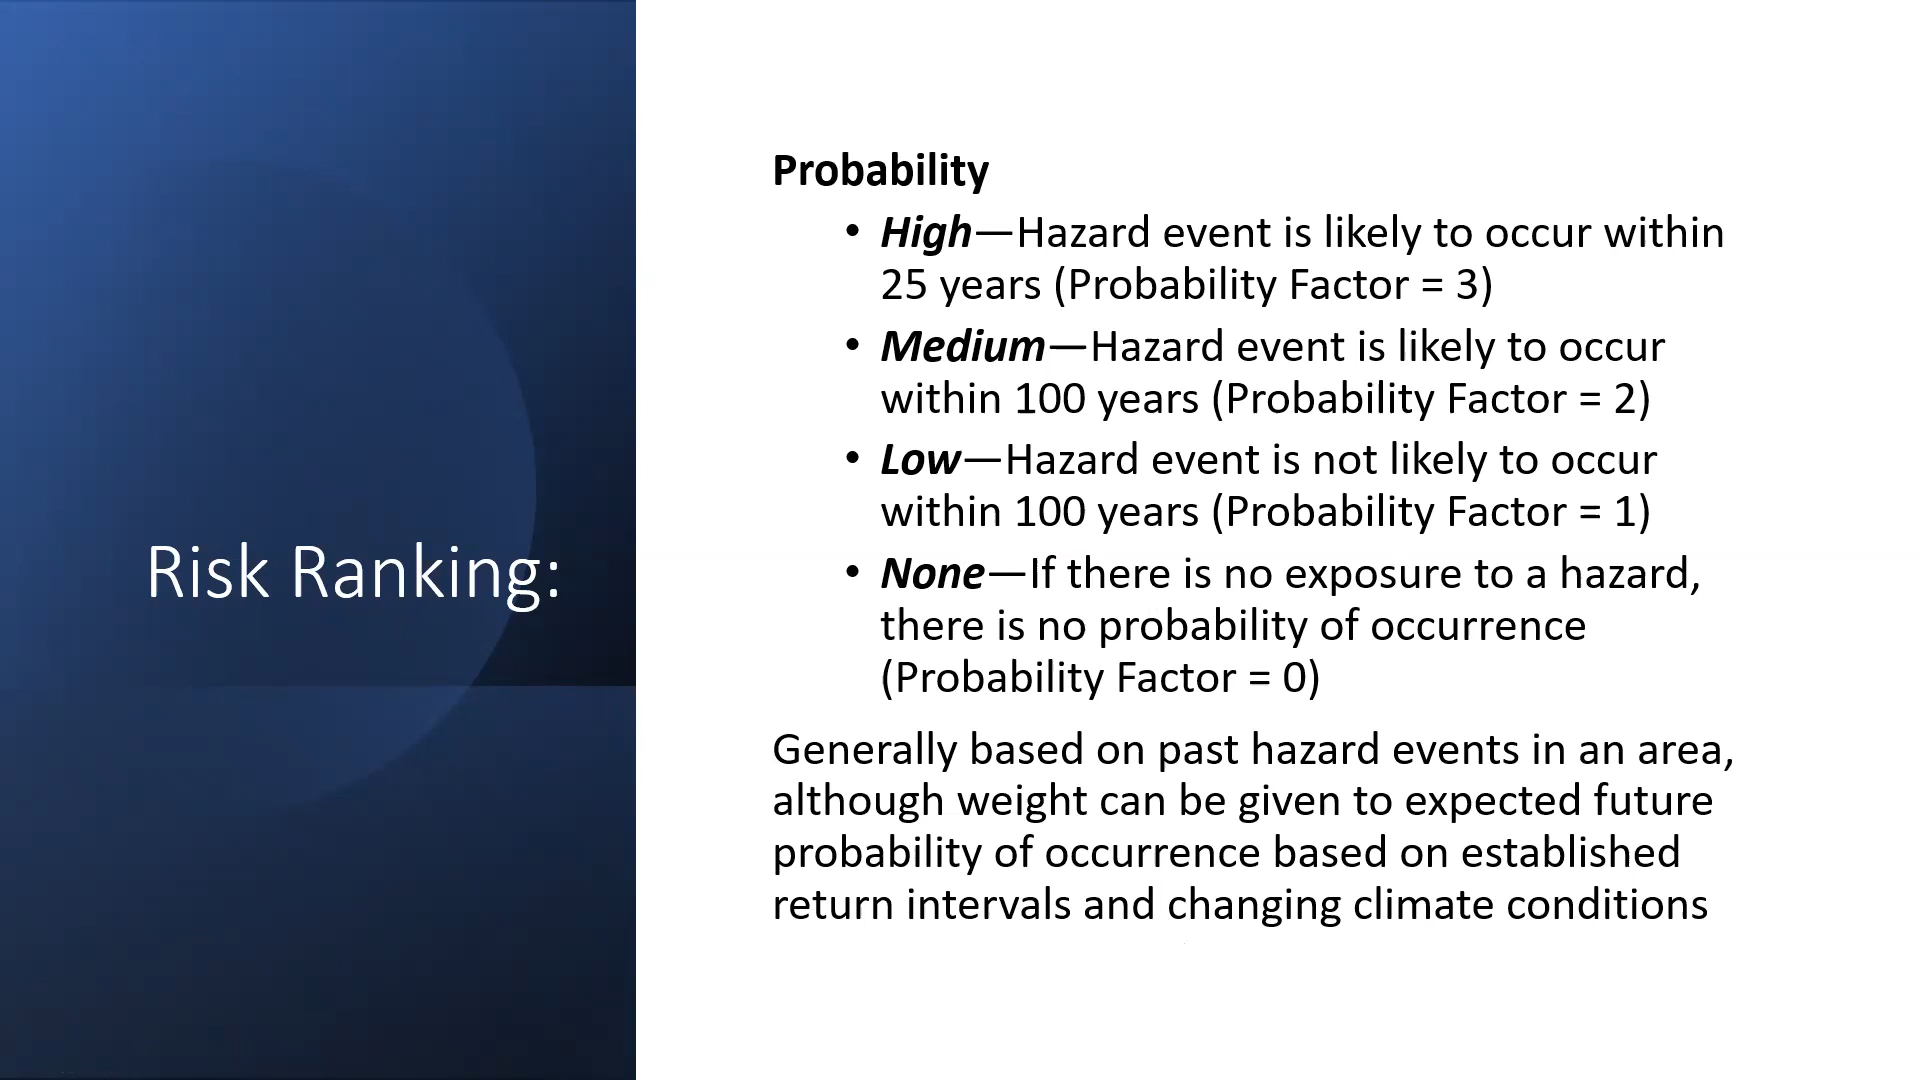 Risk Ranking:
Probability
• High—Hazard event is likely to occur within
25 years (Probability Factor = 3)
• Medium—Hazard event is likely to occur
within 100 years (Probability Factor = 2)
• Low—Hazard event is not likely to occur
within 100 years (Probability Factor = 1)
• None—If there is no exposure to a hazard,
there is no probability of occurrence
(Probability Factor = 0)
Generally based on past hazard events in an area,
although weight can be given to expected future
probability of occurrence based on established
return intervals and changing climate conditions